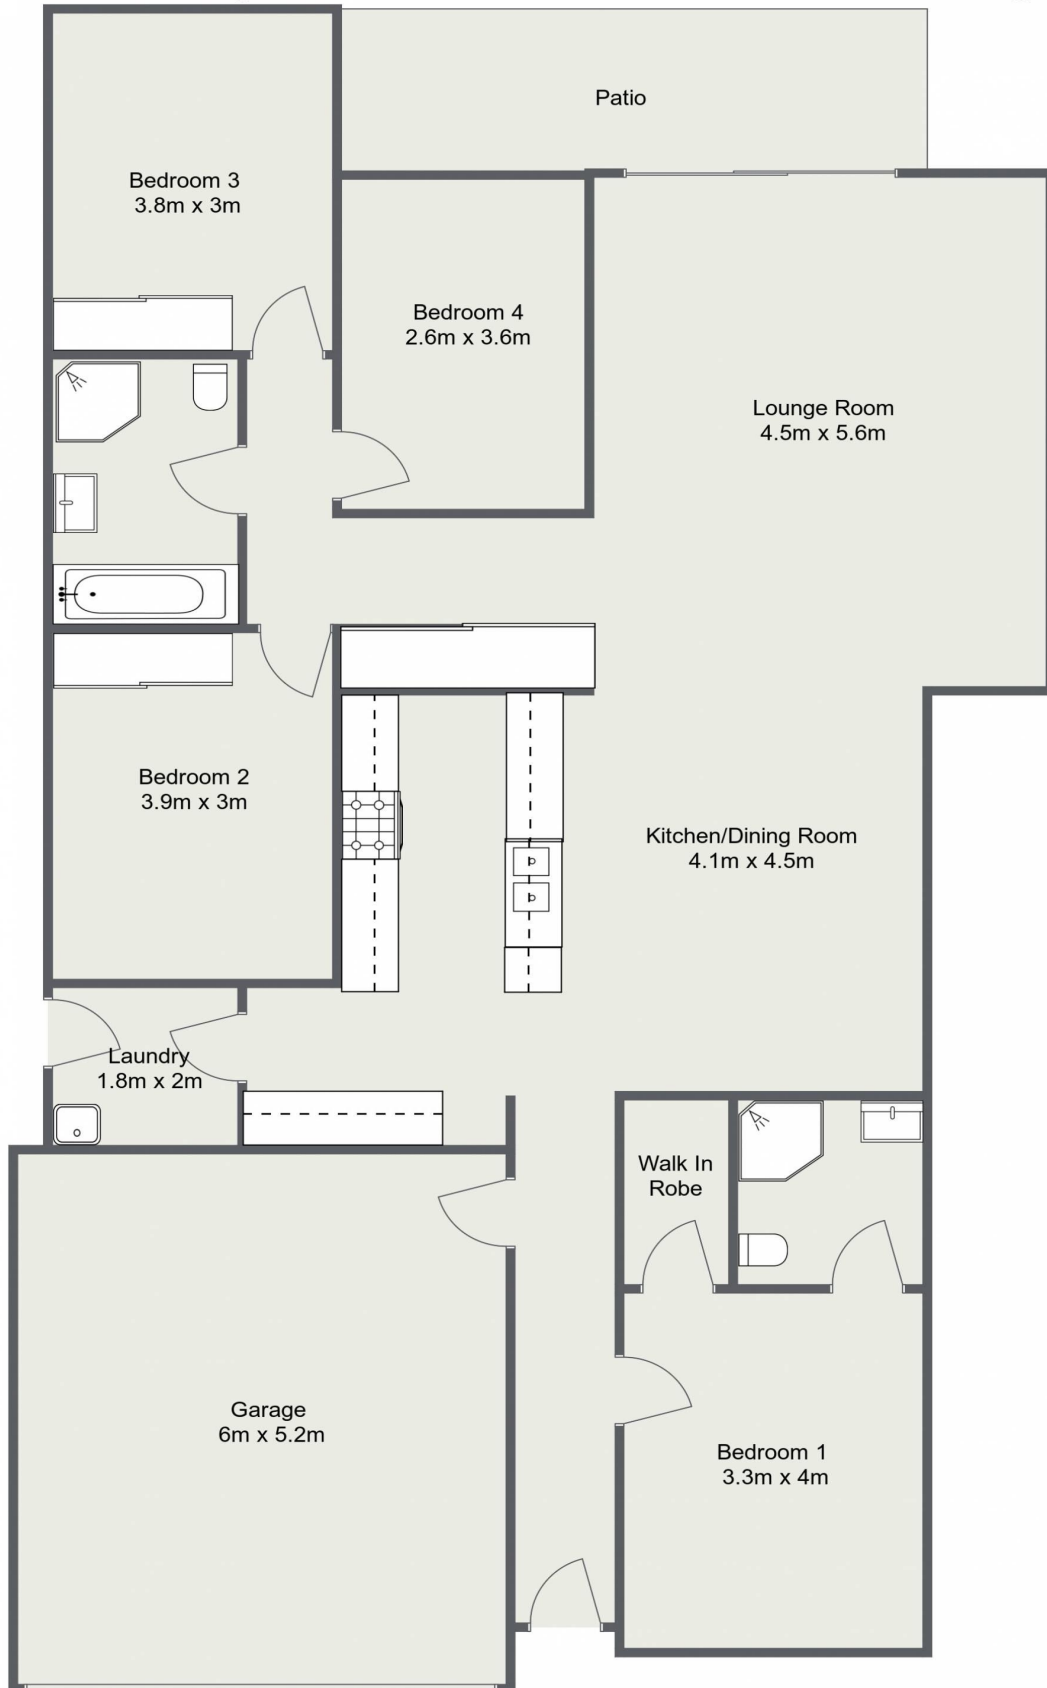 Patio
Bedroom 3
3.8m x 3m
Bedroom 4
2.6m x 3.6m
Lounge Room
4.5m x 5.6m
Bedroom 2
3.9m x 3m
Kitchen/Dining Room
4.1m x 4.5m
Laundry
1.8m x 2m
Walk In
Robe
Garage
6m x 5.2m
Bedroom 1
3.3m x 4m